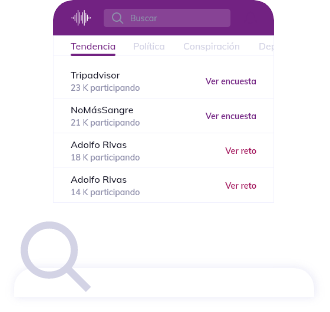 Buscar
Tendencia Política Conspiración Dep
Tripadvisor
23 K participando
Ver encuesta
NoMásSangre
21 K participando
Ver encuesta
Adolfo Rivas
18 K participando
Ver reto
Adolfo Rivas
14 K participando
Ver reto